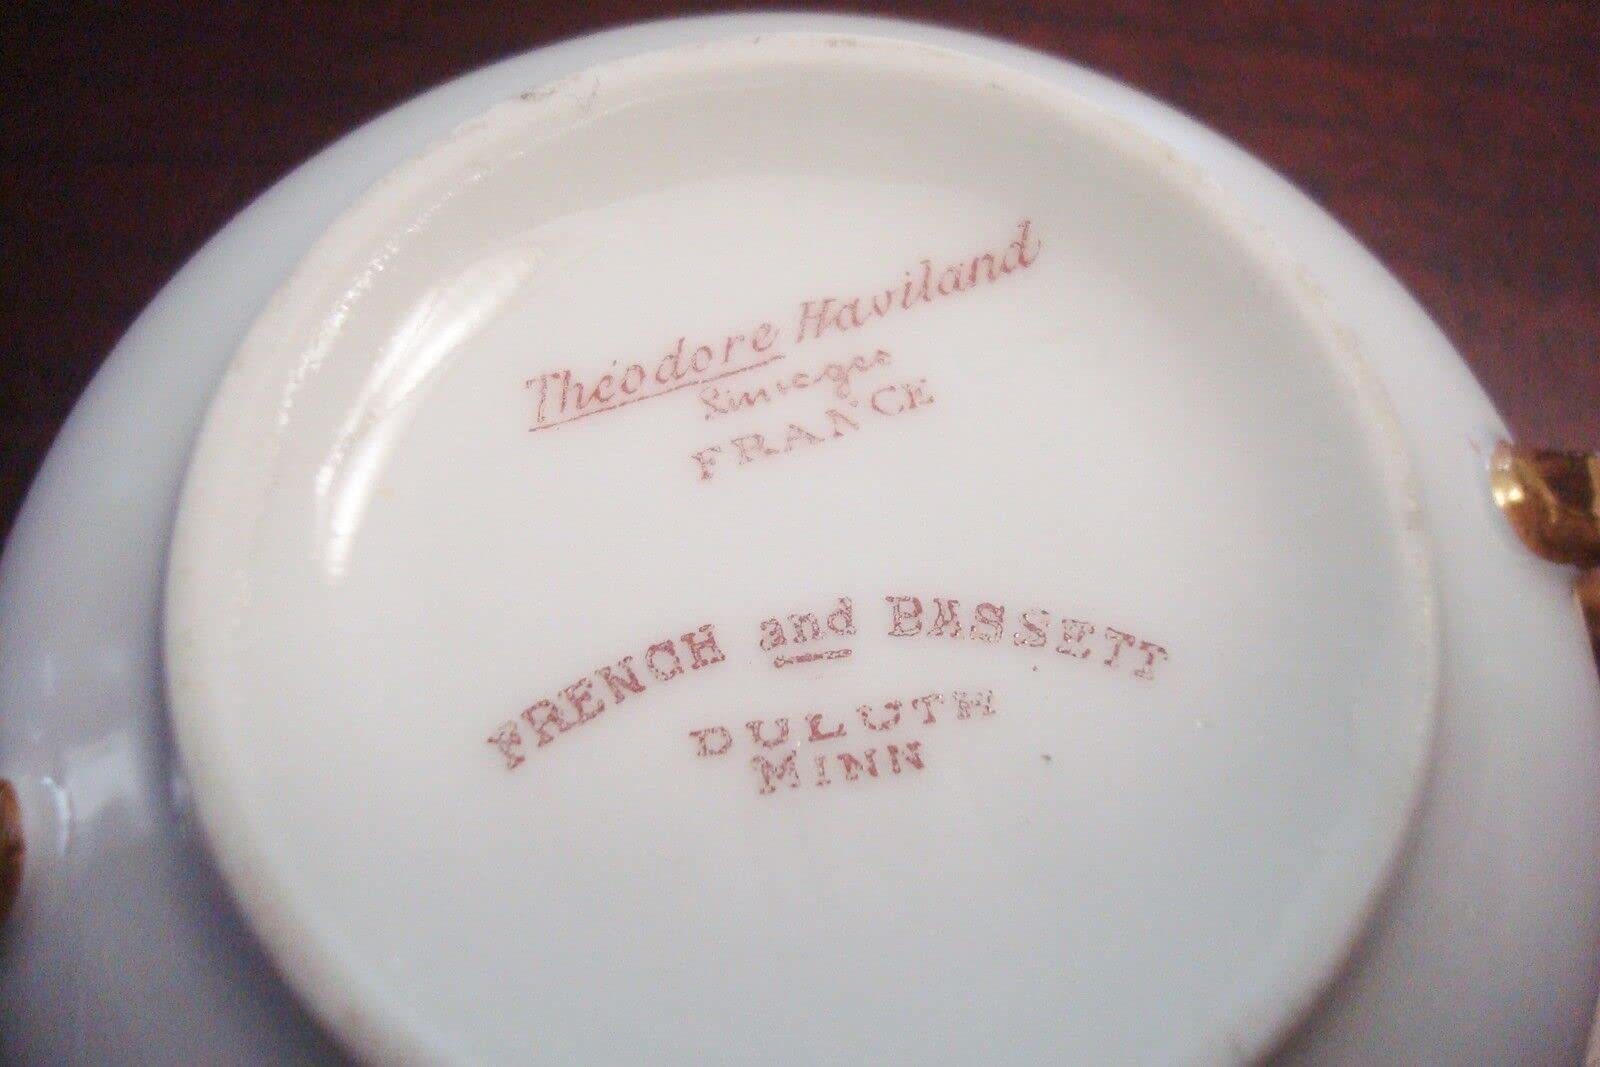 Théodore Haviland
Limoges
FRANCE
FRENCH and BASSETT
DULUTH
MINN